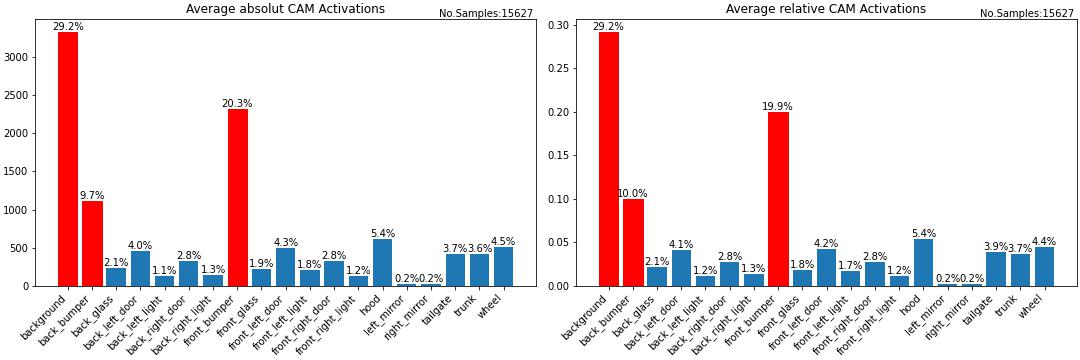 Average absolut CAM Activations
No.Samples:15627
3500
3000
2500
2000
1500
1000
500
0
29.2%
9.7%
2.1%
4.0%
1.1%
2.8%
1.3%
20.3%
1.9%
4.3%
1.8%
2.8%
1.2%
5.4%
0.2%
0.2%
3.7%
3.6%
4.5%
background
back_bumper
back_glass
back_left_door
back_left_light
back_right_door
back_right_light
front_bumper
front_glass
front_left_door
front_left_light
front_right_door
front_right_light
hood
left_mirror
right_mirror
tailgate
trunk
wheel
Average relative CAM Activations
No.Samples:15627
0.30
0.25
0.20
0.15
0.10
0.05
0.00
29.2%
10.0%
2.1%
4.1%
1.2%
2.8%
1.3%
19.9%
1.8%
4.2%
1.7%
2.8%
1.2%
5.4%
0.2%
0.2%
3.9%
3.7%
4.4%
background
back_bumper
back_glass
back_left_door
back_left_light
back_right_door
back_right_light
front_bumper
front_glass
front_left_door
front_left_light
front_right_door
front_right_light
hood
left_mirror
right_mirror
tailgate
trunk
wheel